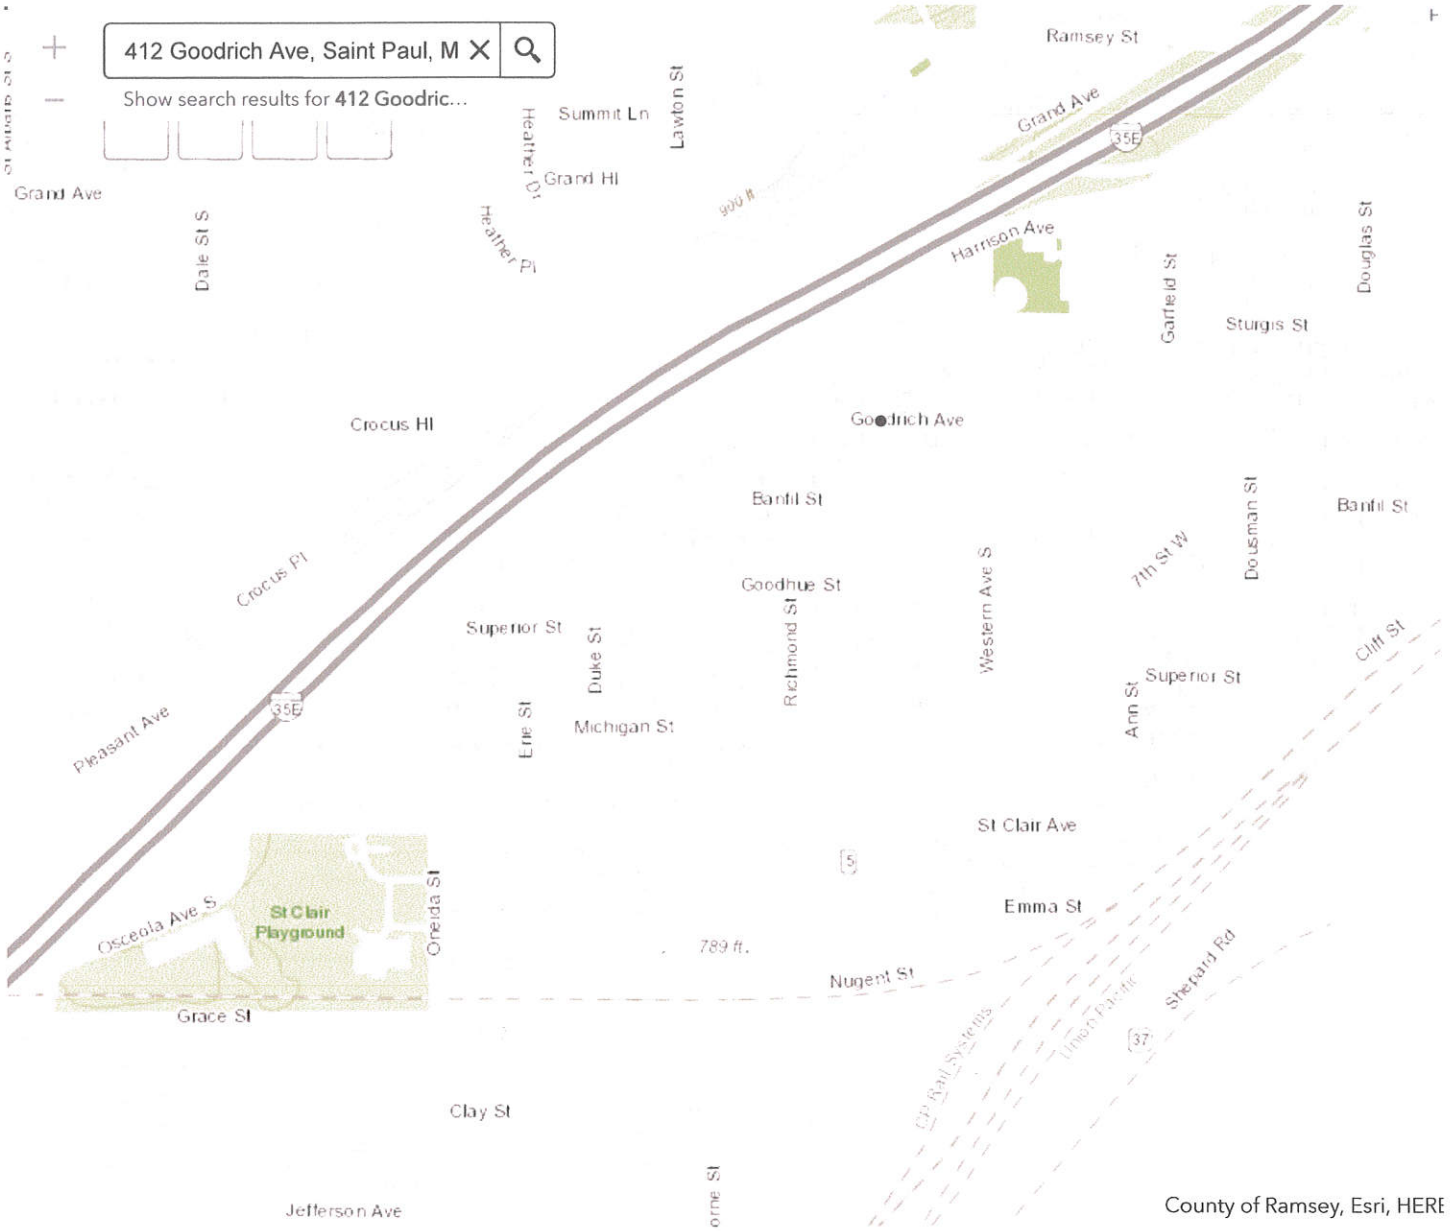 412 Goodrich Ave, Saint Paul, M
Show search results for 412 Goodric...
Ramsey St
Lawton St
Summit Ln
Heather Dr
Grand Ave
35E
Grand Hl
Grand Ave
900 ft
Dale St S
Heather Pl
Harrison Ave
Douglas St
Garfield St
Sturgis St
Crocus Hl
Goodrich Ave
Banfil St
Banfil St
Dousman St
7th St W
Western Ave S
Crocus Pl
Goodhue St
Richmond St
Superior St
Duke St
Cliff St
Superior St
Ann St
35E
Pleasant Ave
Erie St
Michigan St
St Clair Ave
5
Oneida St
Osceola Ave S
St Clair
Playground
Emma St
789 ft.
Nugent St
Shepard Rd
Grace St
CP Rail Systems
Union Pacific
37
Clay St
orne St
Jefferson Ave
County of Ramsey, Esri, HERE